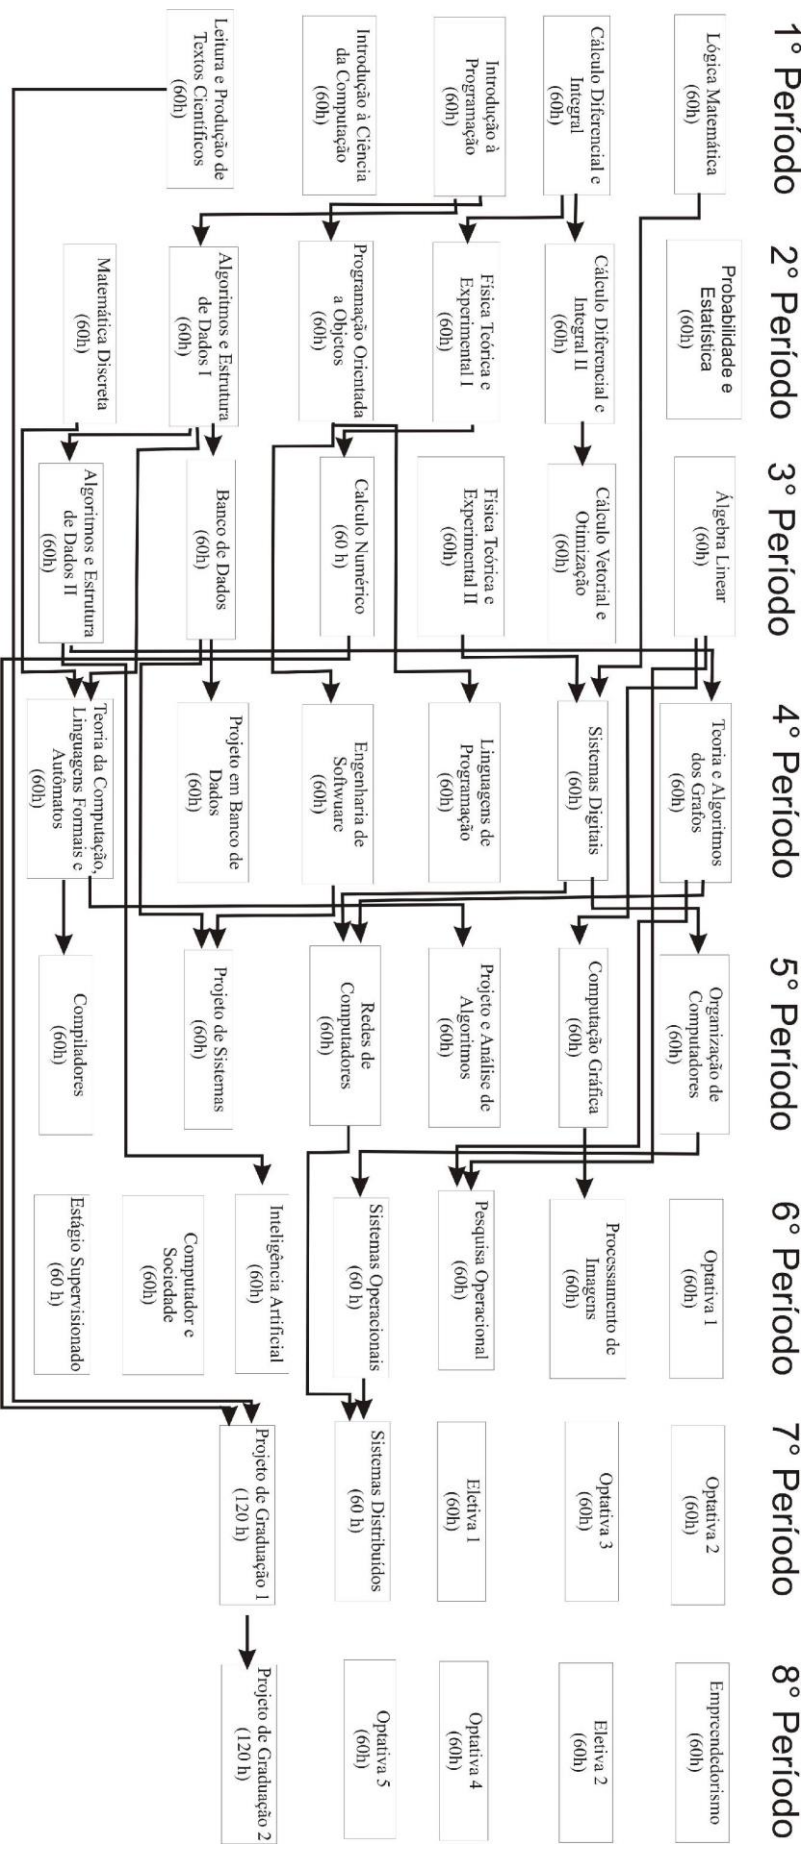 1° Período
Lógica Matemática
(60h)
Cálculo Diferencial e
Integral
(60h)
Introdução à
Programação
(60h)
Introdução à Ciência
da Computação
(60h)
Leitura e Produção de
Textos Científicos
(60h)
2° Período
Probabilidade e
Estatística
(60h)
Cálculo Diferencial e
Integral II
(60h)
Física Teórica e
Experimental I
(60h)
Programação Orientada
a Objetos
(60h)
Algoritmos e Estrutura
de Dados I
(60h)
Matemática Discreta
(60h)
3° Período
Álgebra Linear
(60h)
Cálculo Vetorial e
Otimização
(60h)
Física Teórica e
Experimental II
(60h)
Calculo Numérico
(60 h)
Banco de Dados
(60h)
Algoritmos e Estrutura
de Dados II
(60h)
4° Período
Teoria e Algoritmos
dos Grafos
(60h)
Sistemas Digitais
(60h)
Linguagens de
Programação
(60h)
Engenharia de
Softwuare
(60h)
Projeto em Banco de
Dados
(60h)
Teoria da Computação,
Linguagens Formais e
Autômatos
(60h)
5° Período
Organização de
Computadores
(60h)
Computação Gráfica
(60h)
Projeto e Análise de
Algoritmos
(60h)
Redes de
Computadores
(60h)
Projeto de Sistemas
(60h)
Compiladores
(60h)
6° Período
Optativa 1
(60h)
Processamento de
Imagens
(60h)
Pesquisa Operacional
(60h)
Sistemas Operacionais
(60 h)
Inteligência Artificial
(60h)
Computador e
Sociedade
(60h)
Estágio Supervisionado
(60 h)
7° Período
Optativa 2
(60h)
Optativa 3
(60h)
Eletiva 1
(60h)
Sistemas Distribuídos
(60 h)
Projeto de Graduação 1
(120 h)
8° Período
Empreendedorismo
(60h)
Eletiva 2
(60h)
Optativa 4
(60h)
Optativa 5
(60h)
Projeto de Graduação 2
(120 h)